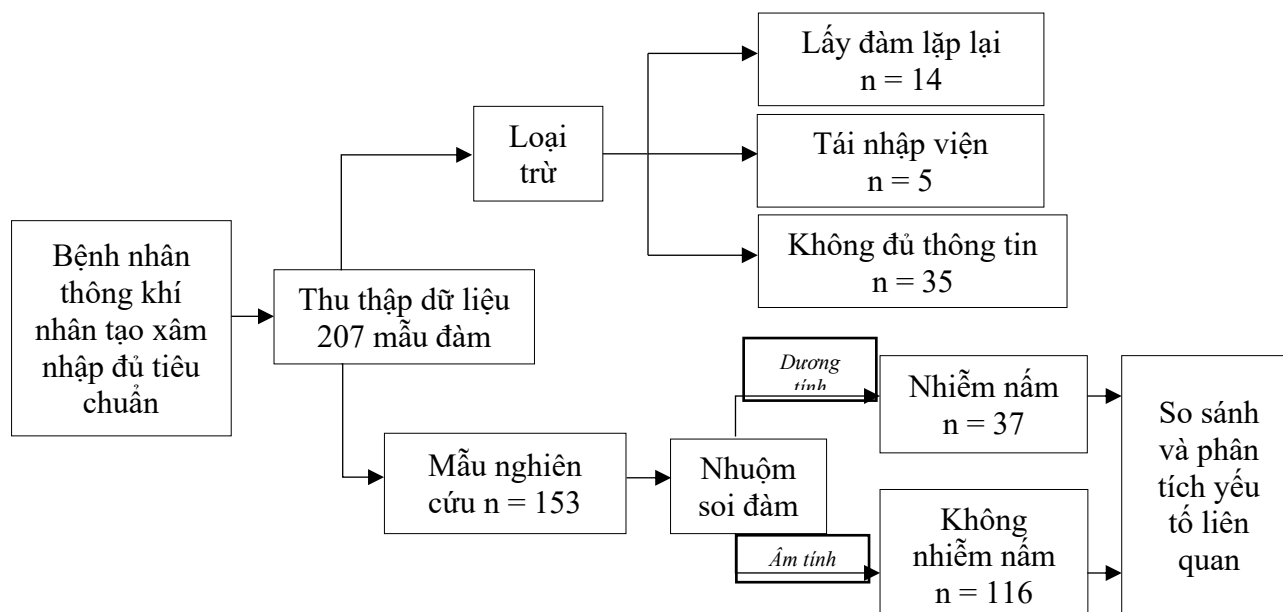 Bệnh nhân
thông khí
nhân tạo xâm
nhập đủ tiêu
chuẩn
Thu thập dữ liệu
207 mẫu đàm
Loại
trừ
Lấy đàm lặp lại
n = 14
Tái nhập viện
n = 5
Không đủ thông tin
n = 35
Mẫu nghiên
cứu n = 153
Nhuộm
soi đàm
Dương
tính
Nhiễm nấm
n = 37
Âm tính
Không
nhiễm nấm
n = 116
So sánh
và phân
tích yếu
tố liên
quan